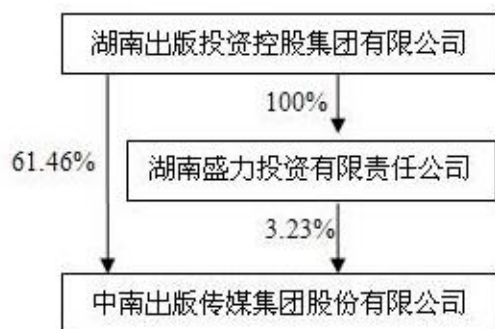 湖南出版投资控股集团有限公司
100%
61.46%
湖南盛力投资有限责任公司
3.23%
中南出版传媒集团股份有限公司